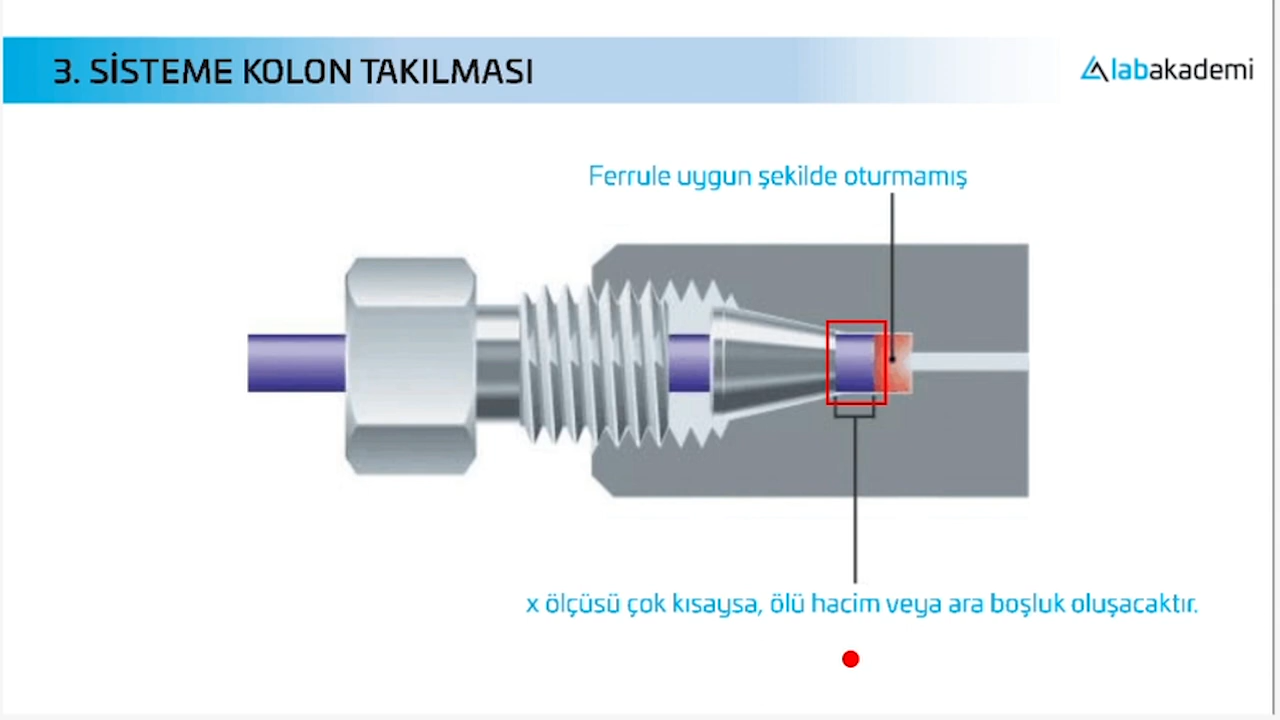 3. SİSTEME KOLON TAKILMASI
labakademi
Ferrule uygun şekilde oturmamış
x ölçüsü çok kısaysa, ölü hacim veya ara boşluk oluşacaktır.